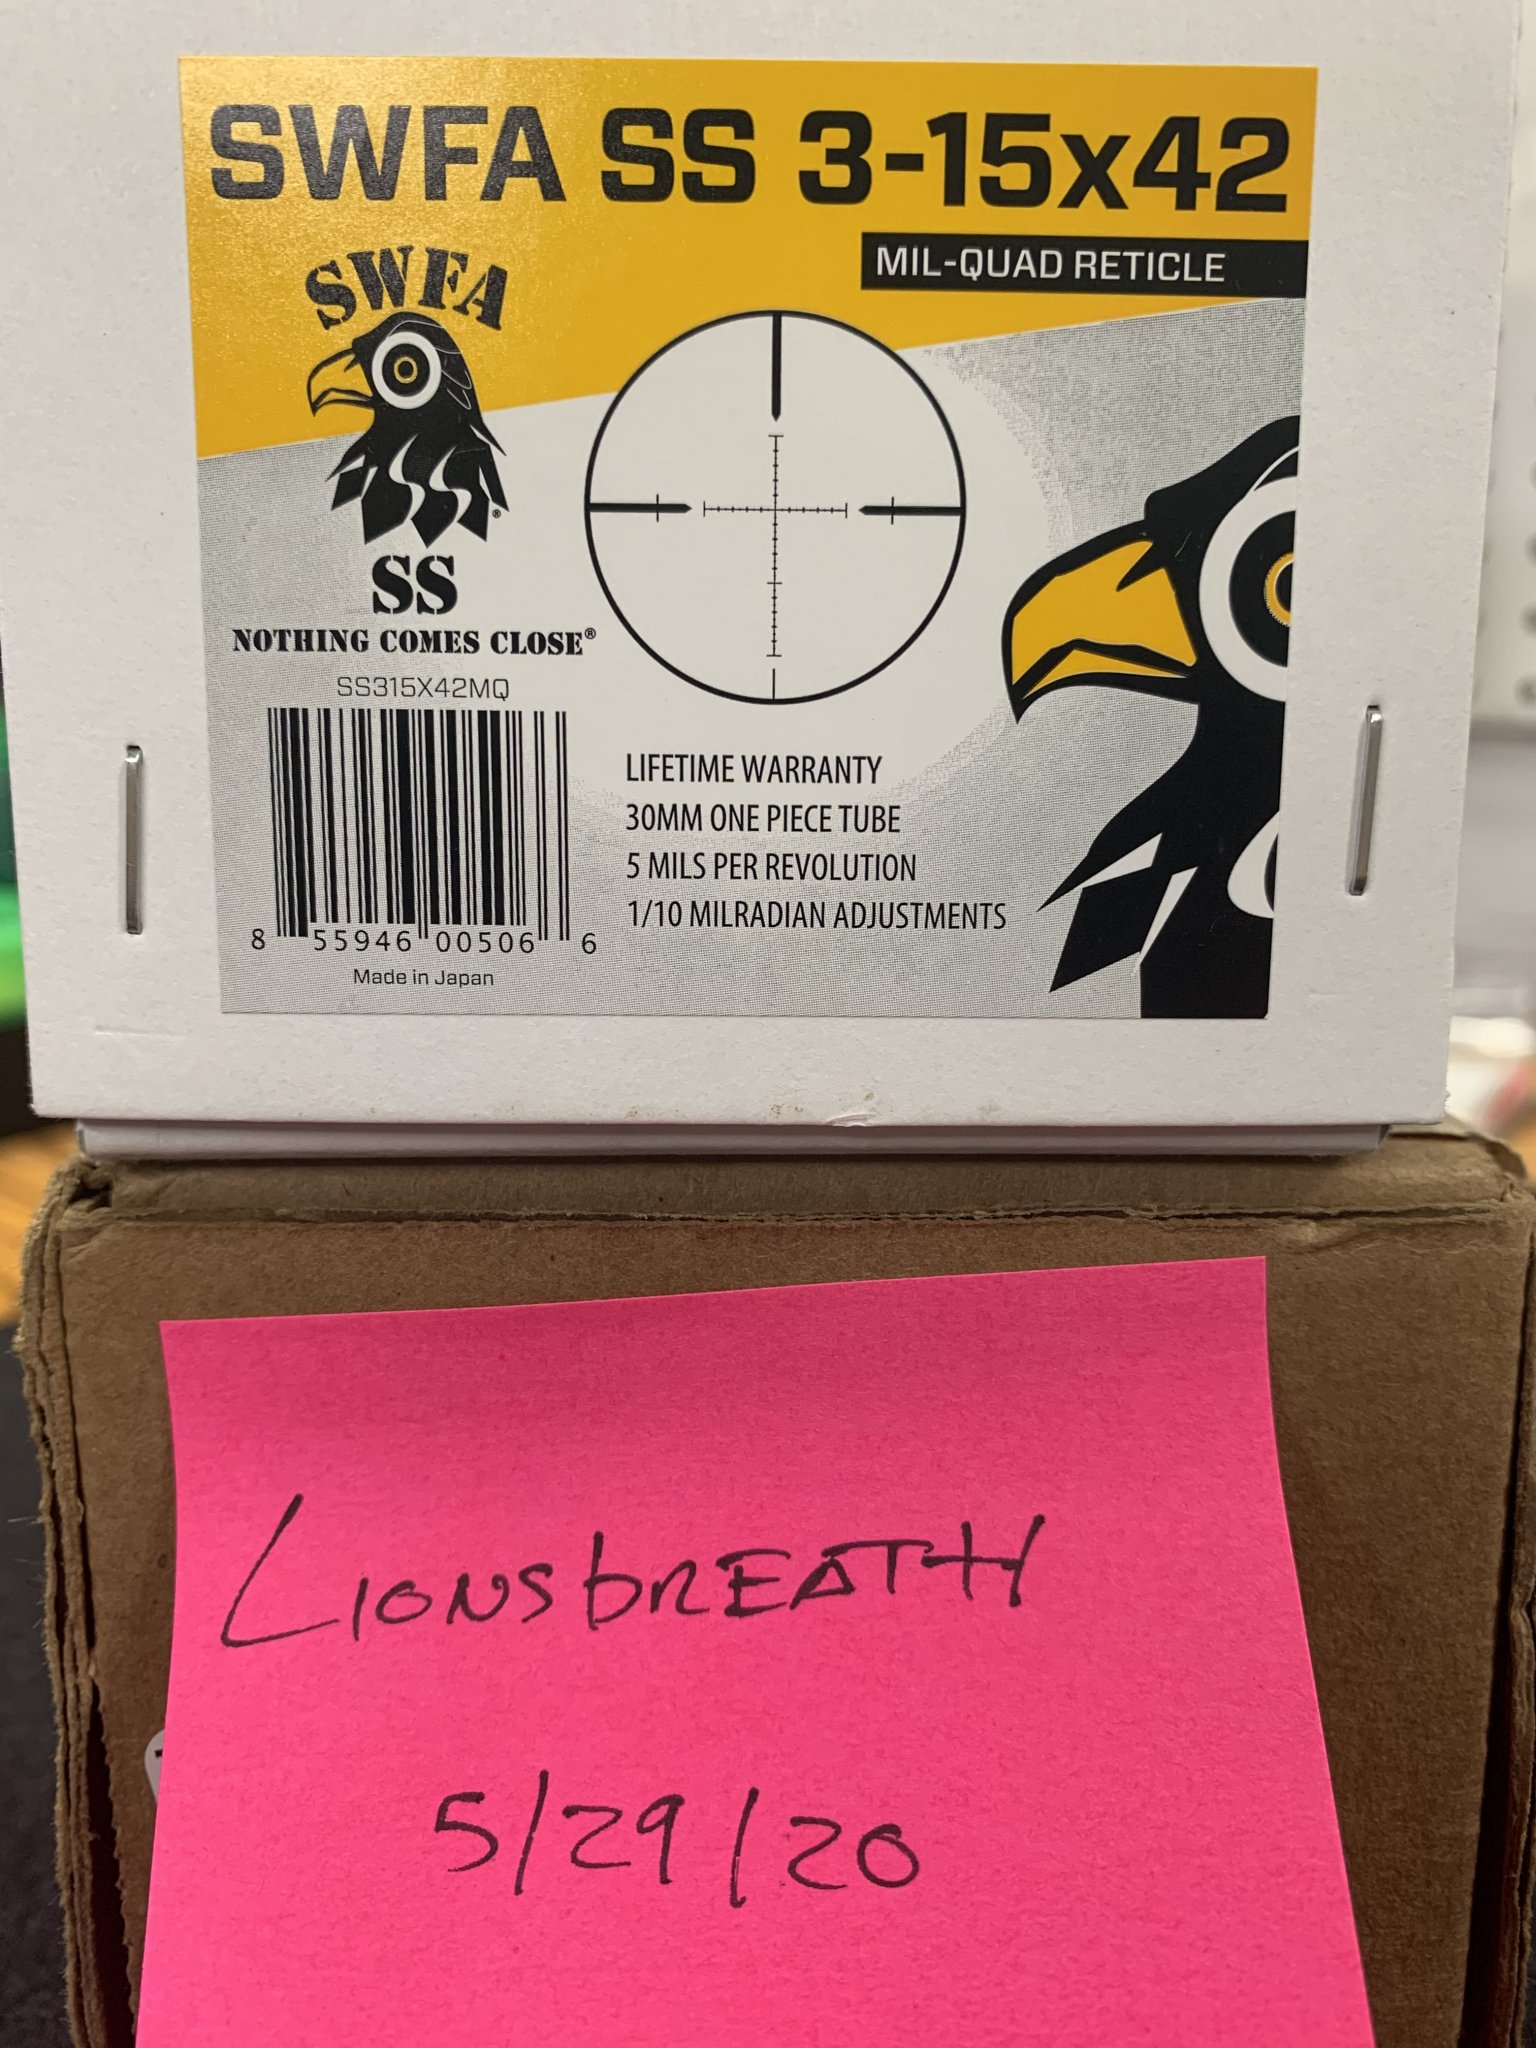 SWFA SS 3-15x42
MIL-QUAD RETICLE
SWFA
SS
®
SS
NOTHING COMES CLOSE®
SS315X42MQ
8 55946 00506 6
Made in Japan
LIFETIME WARRANTY
30MM ONE PIECE TUBE
5 MILS PER REVOLUTION
1/10 MILRADIAN ADJUSTMENTS
LIONSbREATH
5/29/20